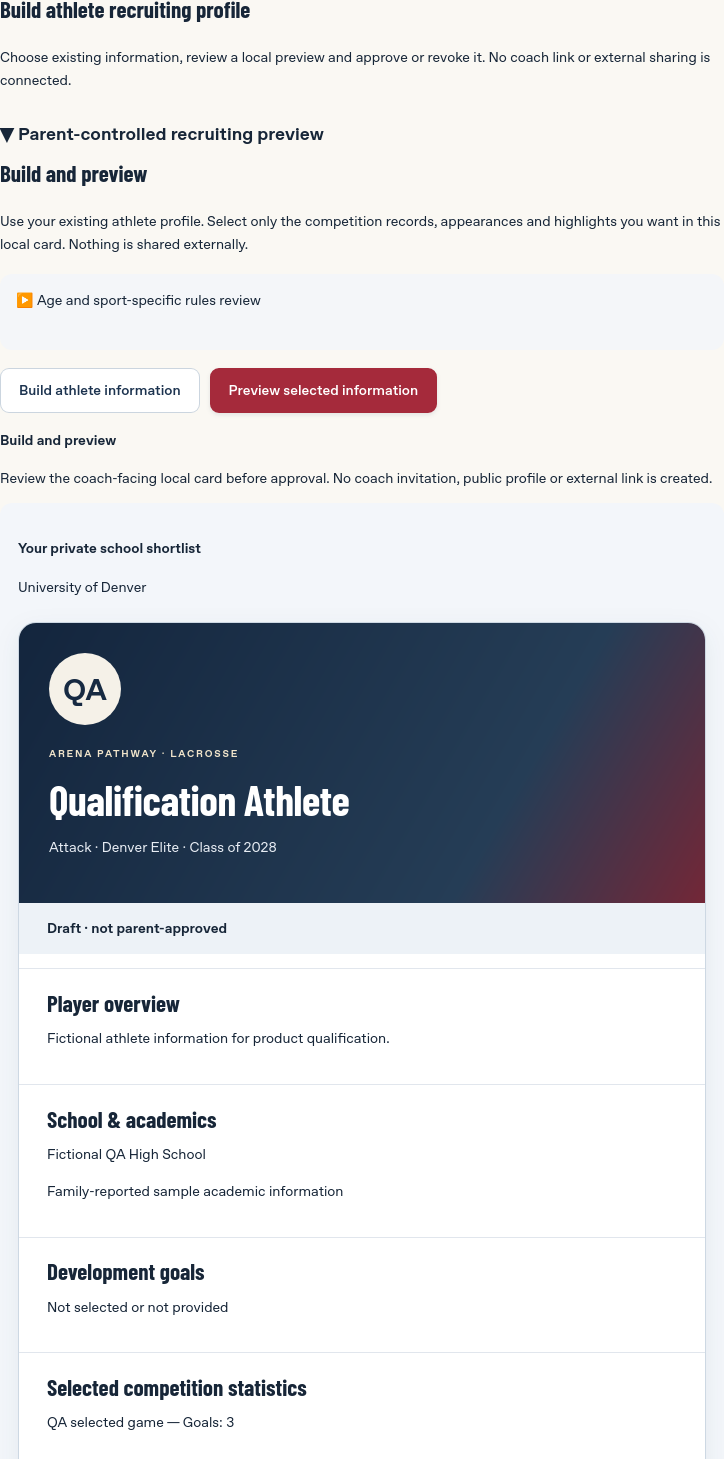 Build athlete recruiting profile
Choose existing information, review a local preview and approve or revoke it. No coach link or external sharing is
connected.
▼ Parent-controlled recruiting preview
Build and preview
Use your existing athlete profile. Select only the competition records, appearances and highlights you want in this
local card. Nothing is shared externally.
▶️ Age and sport-specific rules review
Build athlete information
Preview selected information
Build and preview
Review the coach-facing local card before approval. No coach invitation, public profile or external link is created.
Your private school shortlist
University of Denver
QA
ARENA PATHWAY · LACROSSE
Qualification Athlete
Attack · Denver Elite · Class of 2028
Draft · not parent-approved
Player overview
Fictional athlete information for product qualification.
School & academics
Fictional QA High School
Family-reported sample academic information
Development goals
Not selected or not provided
Selected competition statistics
QA selected game — Goals: 3